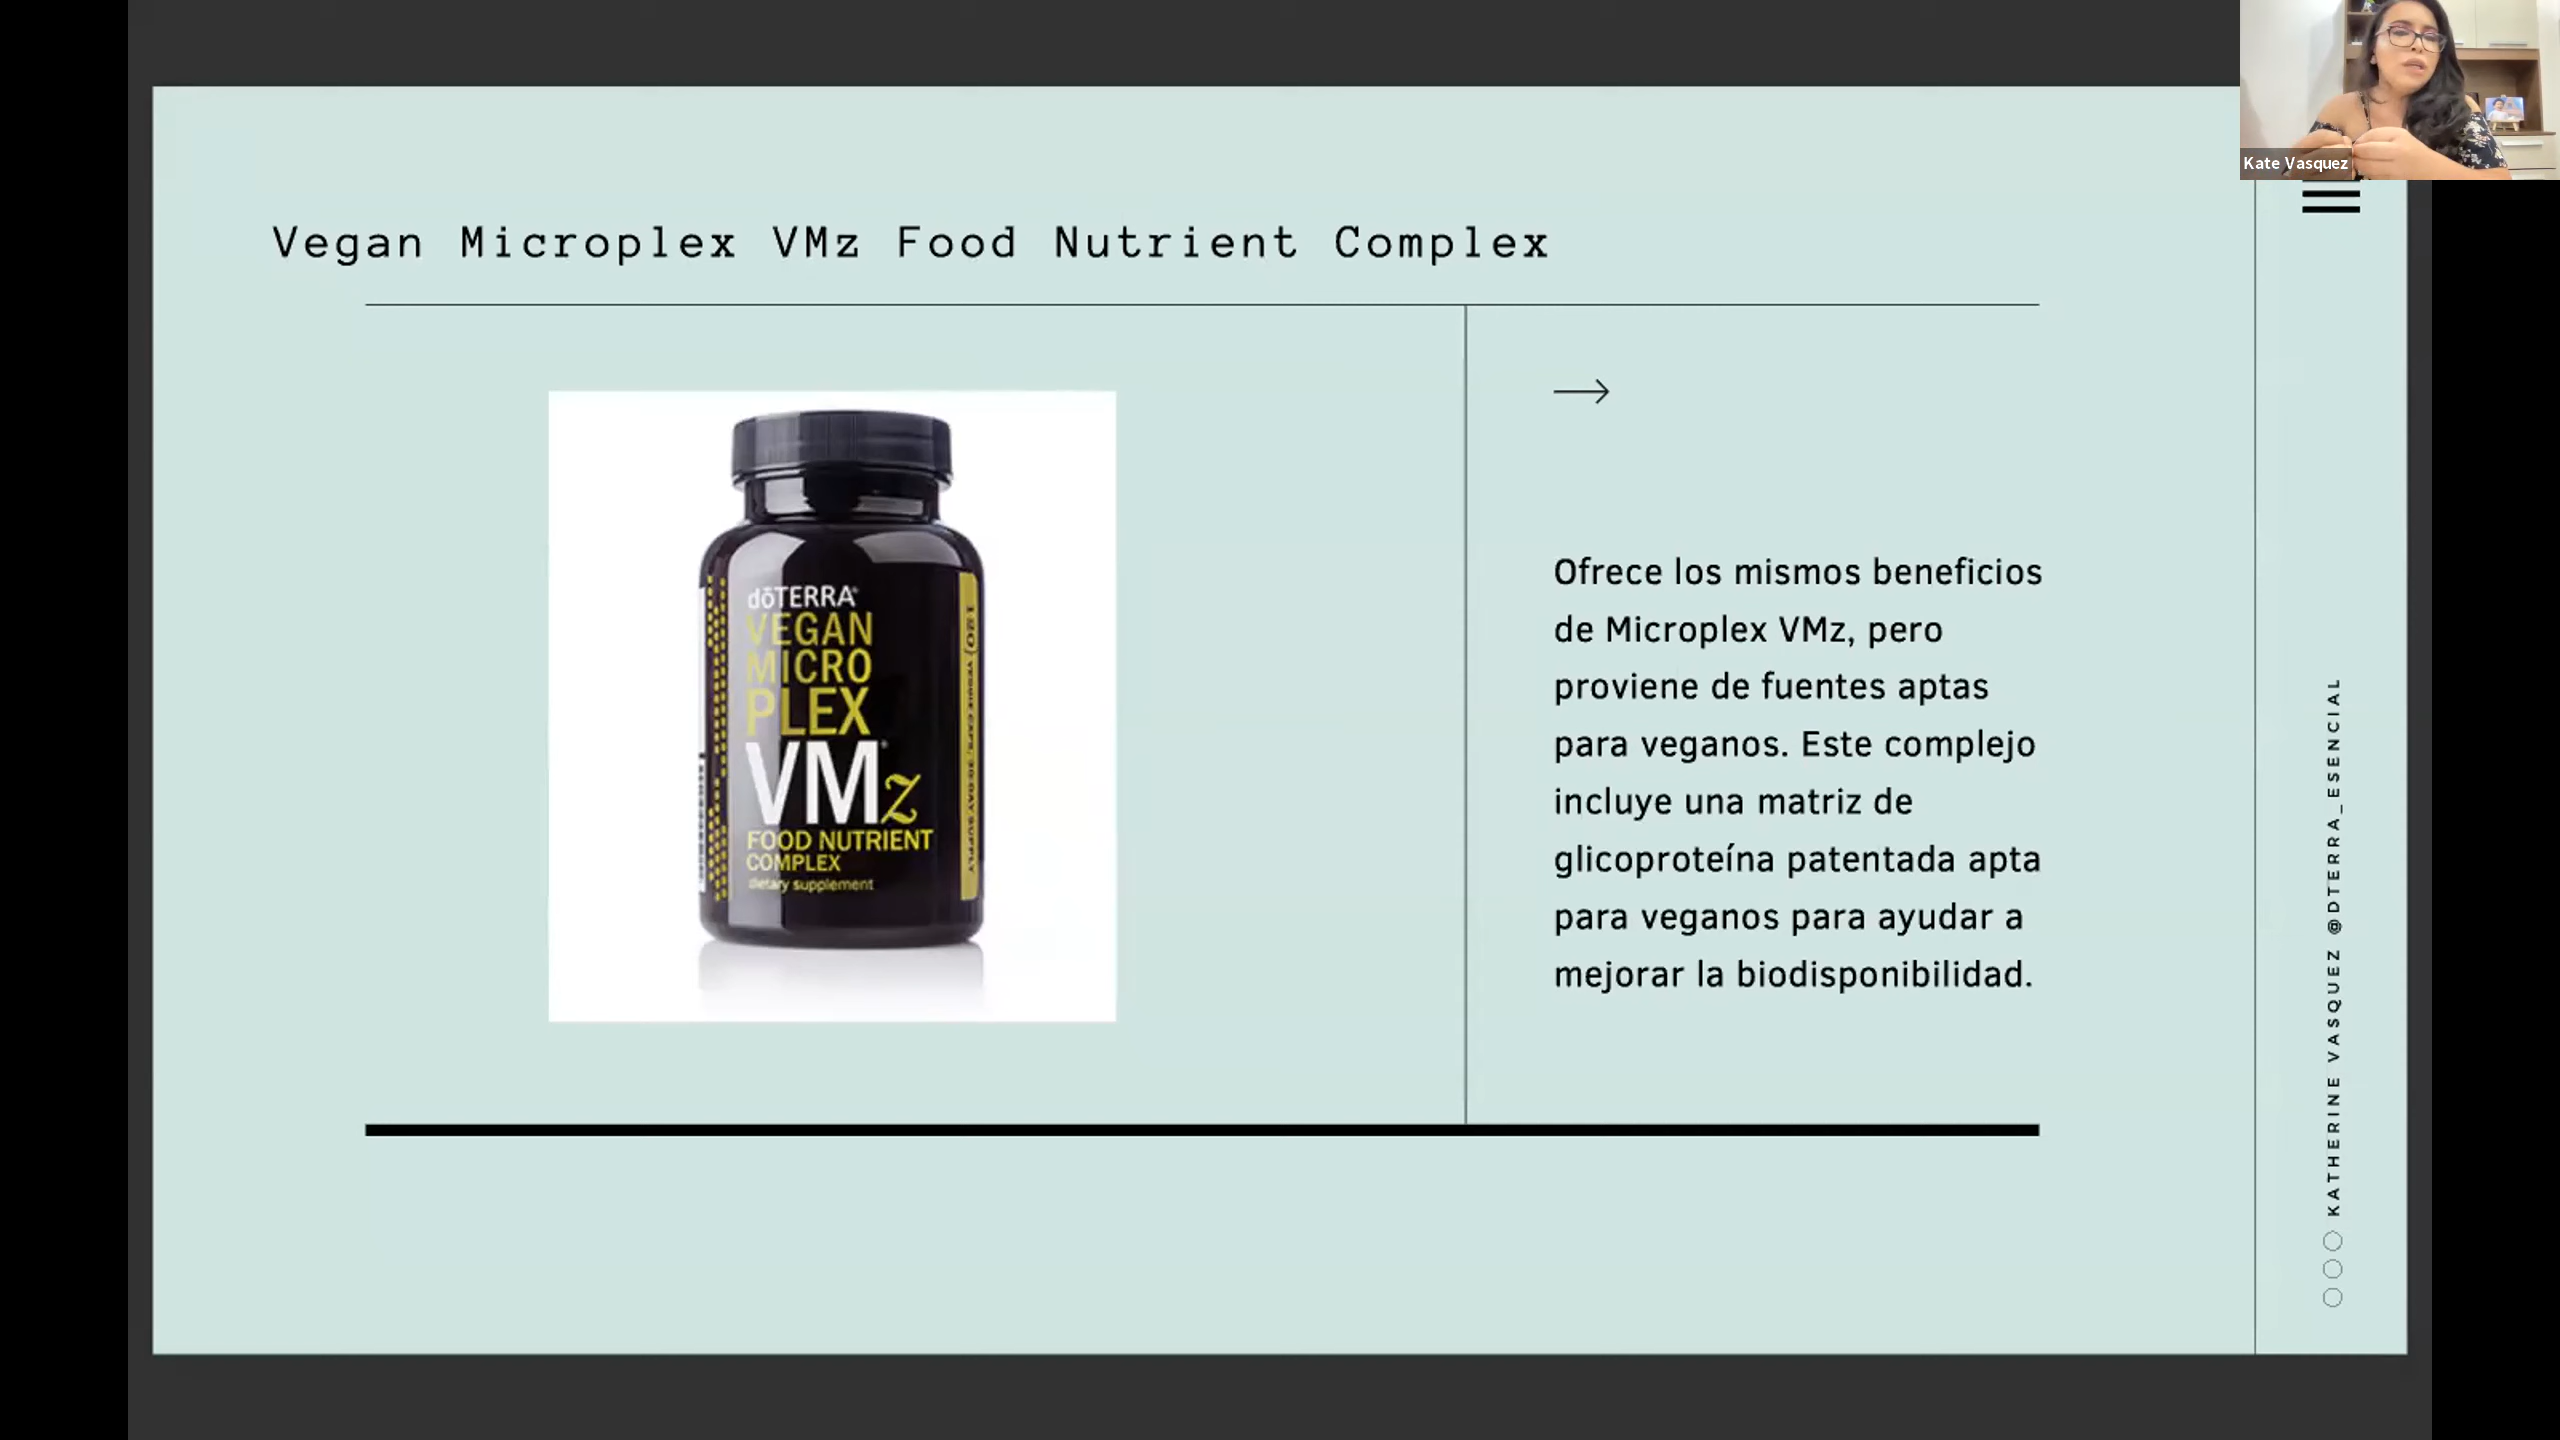 Kate Vasquez
Vegan Microplex VMz Food Nutrient Complex
dōTERRA®
VEGAN
MICRO
PLEX
VMz
FOOD NUTRIENT
COMPLEX
dietary supplement
Ofrece los mismos beneficios
de Microplex VMz, pero
proviene de fuentes aptas
para veganos. Este complejo
incluye una matriz de
glicoproteína patentada apta
para veganos para ayudar a
mejorar la biodisponibilidad.
KATHERINE VASQUEZ @DTERRA_ESENCIAL